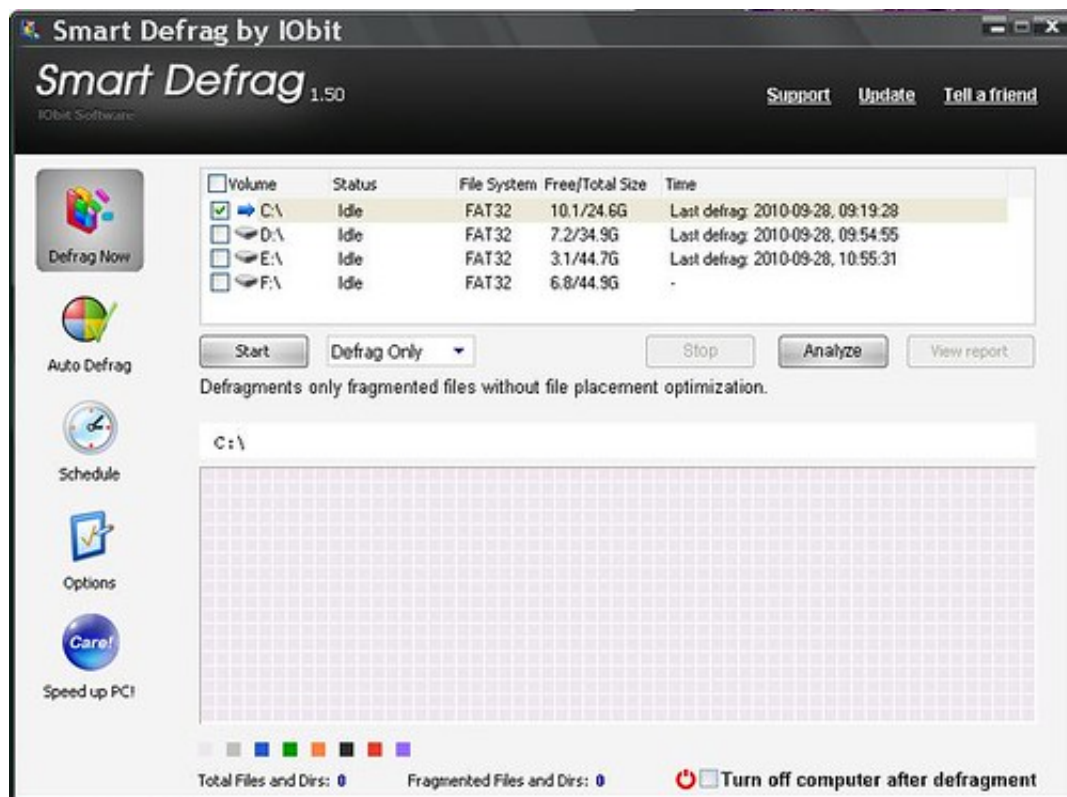 Smart Defrag by IObit
Smart Defrag 1.50
IObit Software
Support Update Tell a friend
Volume Status File System Free/Total Size Time
C:\ Idle FAT32 10.1/24.6G Last defrag: 2010-09-28, 09:19:28
D:\ Idle FAT32 7.2/34.9G Last defrag: 2010-09-28, 09:54:55
E:\ Idle FAT32 3.1/44.7G Last defrag: 2010-09-28, 10:55:31
F:\ Idle FAT32 6.8/44.9G -
Defrag Now
Auto Defrag
Schedule
Options
Care!
Speed up PC!
Start Defrag Only Stop Analyze View report
Defragments only fragmented files without file placement optimization.
C:\
Total Files and Dirs: 0 Fragmented Files and Dirs: 0 Turn off computer after defragment